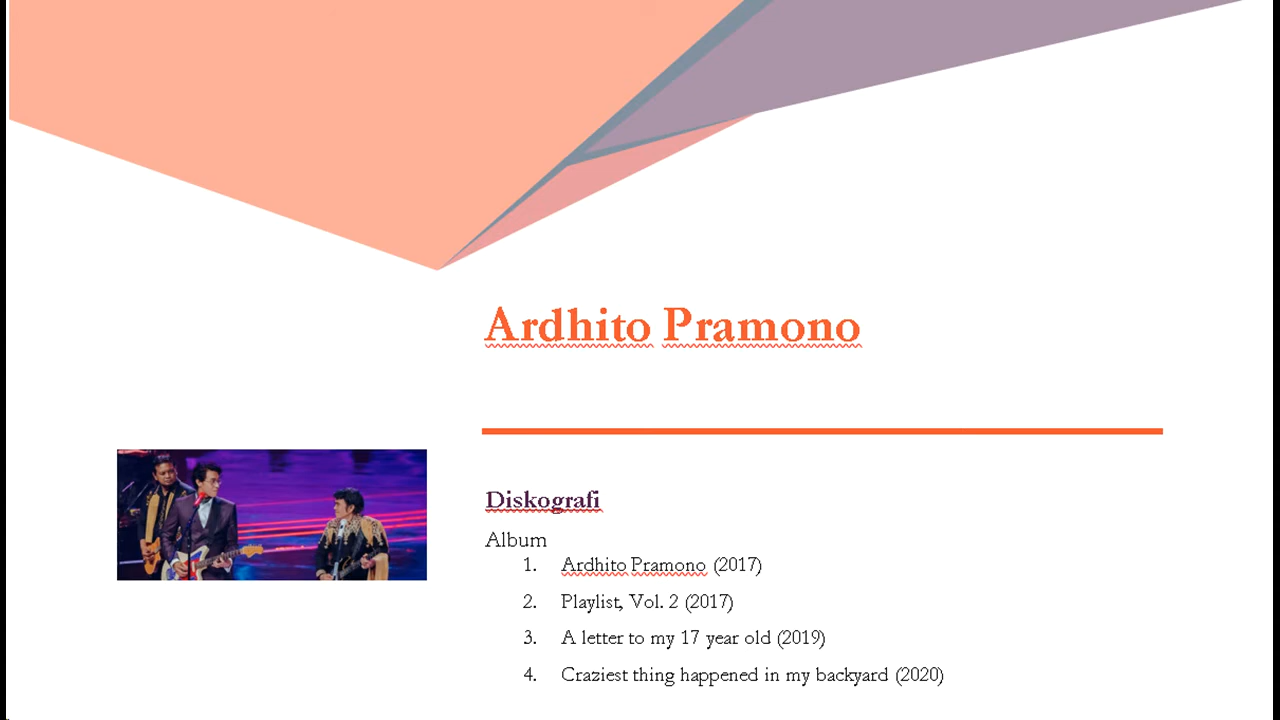 Ardhito Pramono
Diskografi
Album
1. Ardhito Pramono (2017)
2. Playlist, Vol. 2 (2017)
3. A letter to my 17 year old (2019)
4. Craziest thing happened in my backyard (2020)